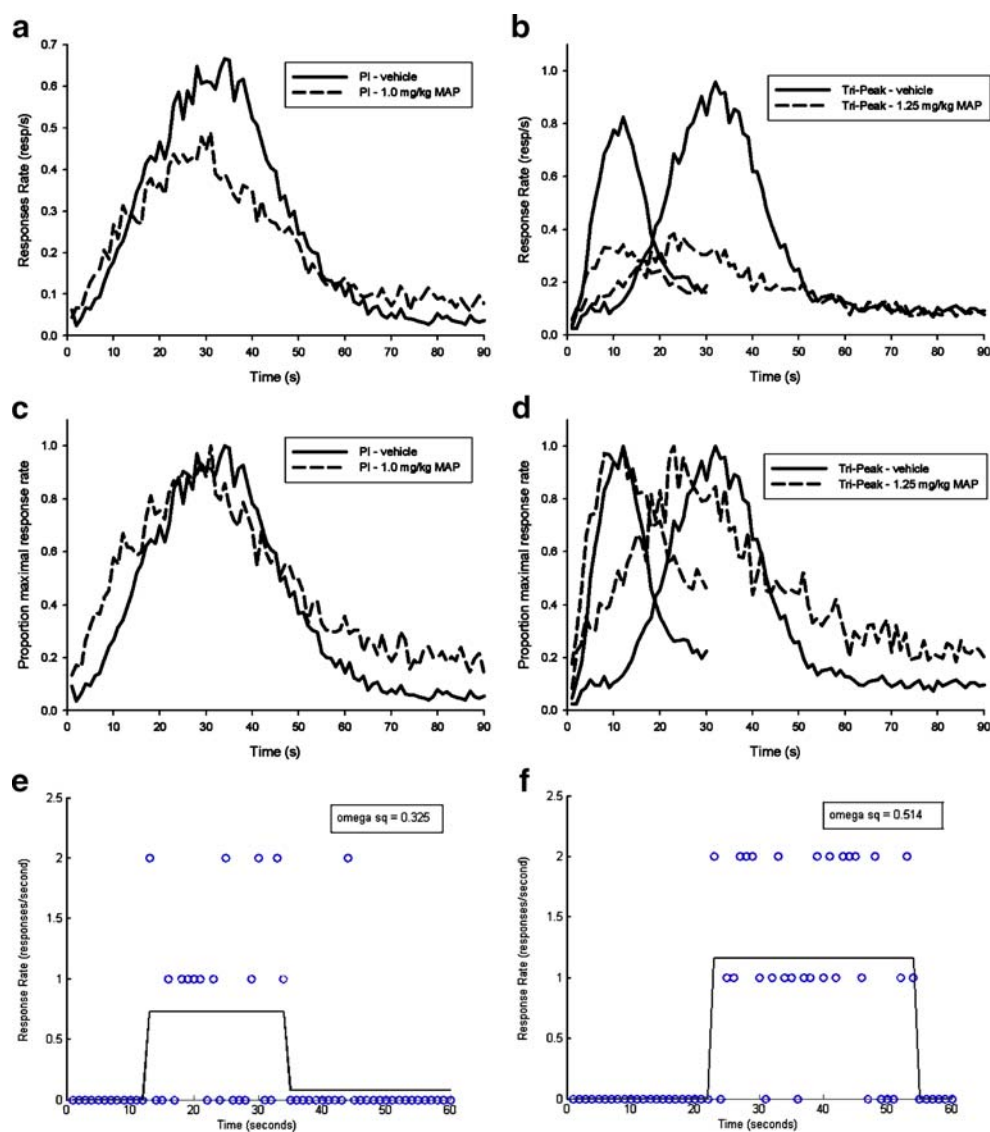 a
Responses Rate (resp/s)
0.7
0.6
0.5
0.4
0.3
0.2
0.1
0.0
PI - vehicle
PI - 1.0 mg/kg MAP
0 10 20 30 40 50 60 70 80 90
Time (s)
b
Response Rate (resp/s)
1.0
0.8
0.6
0.4
0.2
0.0
Tri-Peak - vehicle
Tri-Peak - 1.25 mg/kg MAP
0 10 20 30 40 50 60 70 80 90
Time (s)
c
Proportion maximal response rate
1.0
0.8
0.6
0.4
0.2
0.0
PI - vehicle
PI - 1.0 mg/kg MAP
0 10 20 30 40 50 60 70 80 90
Time (s)
d
Proportion maximal response rate
1.0
0.8
0.6
0.4
0.2
0.0
Tri-Peak - vehicle
Tri-Peak - 1.25 mg/kg MAP
0 10 20 30 40 50 60 70 80 90
Time (s)
e
Response Rate (responses/second)
2.5
2
1.5
1
0.5
0
omega sq = 0.325
0 10 20 30 40 50 60
Time (seconds)
f
Response Rate (responses/second)
2.5
2
1.5
1
0.5
0
omega sq = 0.514
0 10 20 30 40 50 60
Time (seconds)